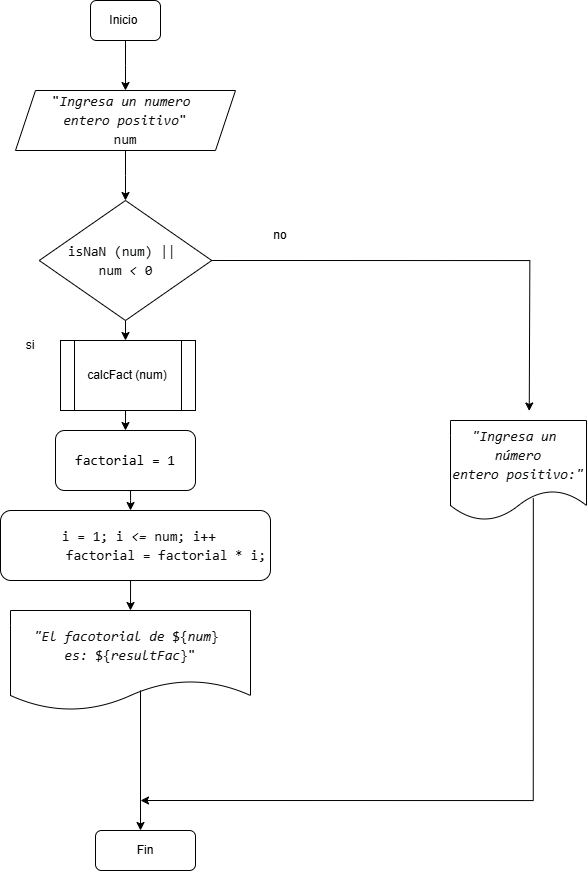 Inicio
"Ingresa un numero
entero positivo"
num
isNaN (num) ||
num < 0
no
si
calcFact (num)
factorial = 1
i = 1; i <= num; i++
factorial = factorial * i;
"El facotorial de ${num}
es: ${resultFac}"
"Ingresa un
número
entero positivo:"
Fin